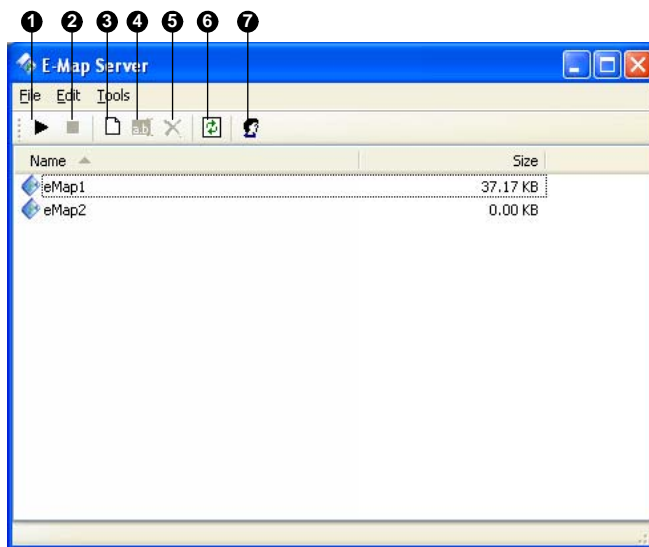 1 2 3 4 5 6 7
E-Map Server
File Edit Tools
ab
Name Size
eMap1 37.17 KB
eMap2 0.00 KB